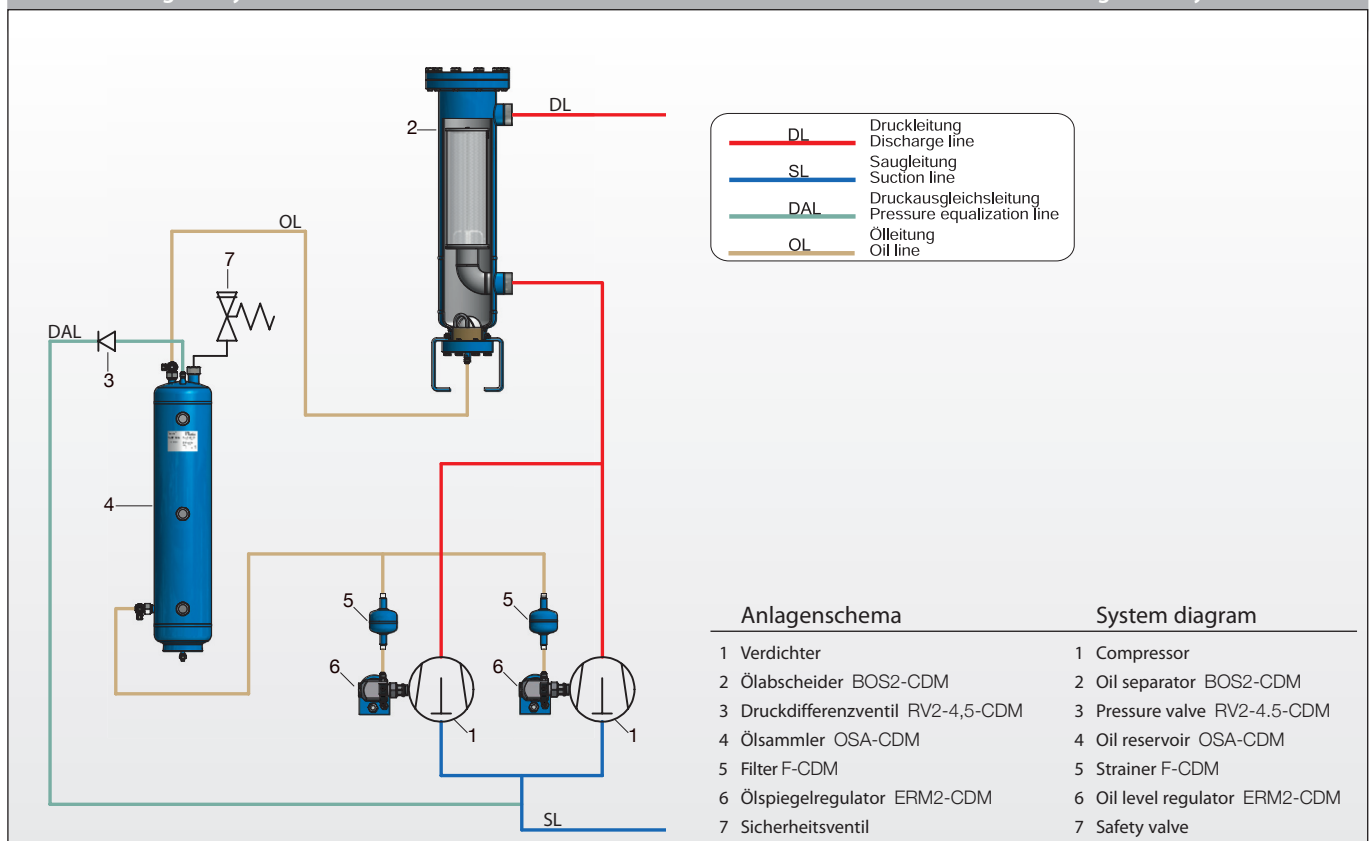 DL
2
DL Druckleitung
Discharge line
SL Saugleitung
Suction line
DAL Druckausgleichsleitung
Pressure equalization line
OL Ölleitung
Oil line
OL
7
DAL
3
4
5
5
6
6
1
1
SL
Anlagenschema
1 Verdichter
2 Ölabscheider BOS2-CDM
3 Druckdifferenzventil RV2-4,5-CDM
4 Ölsammler OSA-CDM
5 Filter F-CDM
6 Ölspiegelregulator ERM2-CDM
7 Sicherheitsventil
System diagram
1 Compressor
2 Oil separator BOS2-CDM
3 Pressure valve RV2-4.5-CDM
4 Oil reservoir OSA-CDM
5 Strainer F-CDM
6 Oil level regulator ERM2-CDM
7 Safety valve